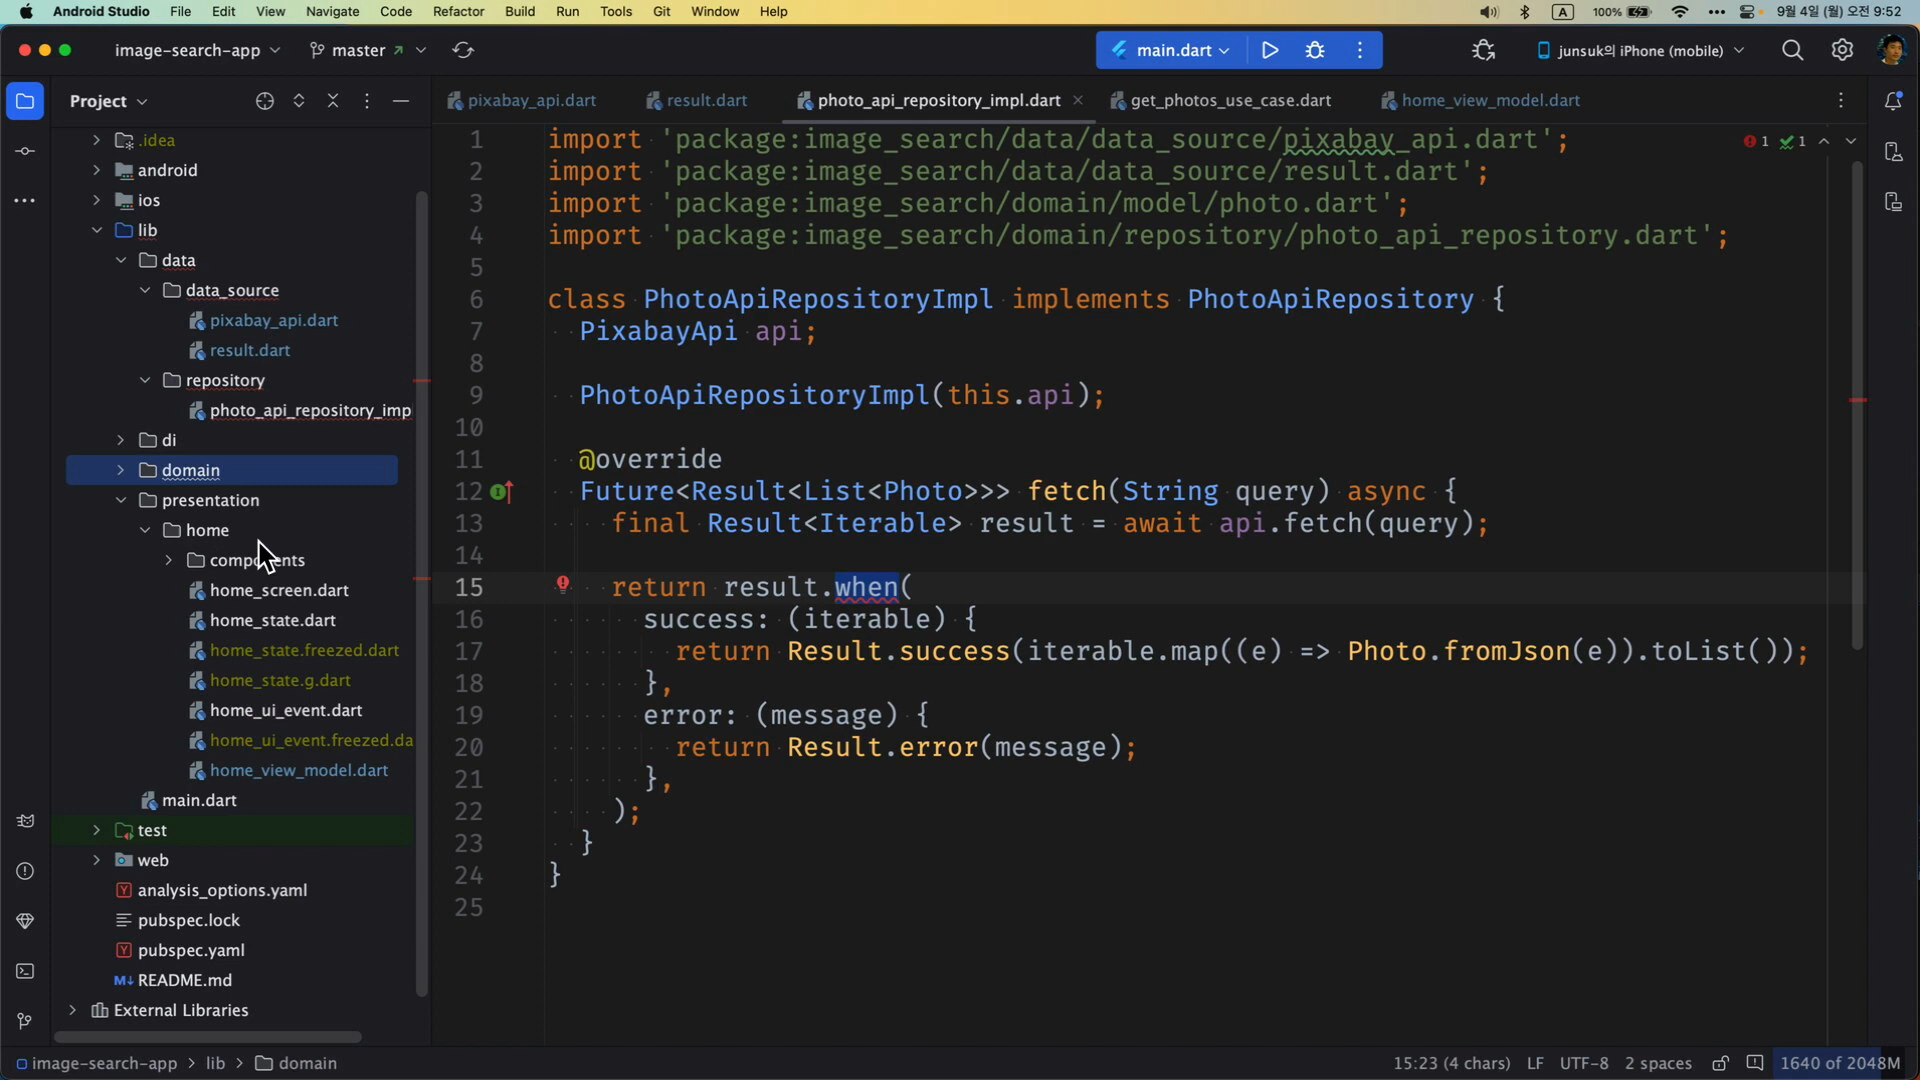 Android Studio File Edit View Navigate Code Refactor Build Run Tools Git Window Help
A 100% 9월 4일 (월) 오전 9:52
image-search-app master main.dart junsuk의 iPhone (mobile)
Project
pixabay_api.dart result.dart photo_api_repository_impl.dart get_photos_use_case.dart home_view_model.dart
.idea
android
ios
lib
data
data_source
pixabay_api.dart
result.dart
repository
photo_api_repository_imp
di
domain
presentation
home
components
home_screen.dart
home_state.dart
home_state.freezed.dart
home_state.g.dart
home_ui_event.dart
home_ui_event.freezed.da
home_view_model.dart
main.dart
test
web
analysis_options.yaml
pubspec.lock
pubspec.yaml
M↓ README.md
External Libraries
1 import 'package:image_search/data/data_source/pixabay_api.dart';
1 1
2 import 'package:image_search/data/data_source/result.dart';
3 import 'package:image_search/domain/model/photo.dart';
4 import 'package:image_search/domain/repository/photo_api_repository.dart';
5
6 class PhotoApiRepositoryImpl implements PhotoApiRepository {
7 PixabayApi api;
8
9 PhotoApiRepositoryImpl(this.api);
10
11 @override
12 Future<Result<List<Photo>>> fetch(String query) async {
13 final Result<Iterable> result = await api.fetch(query);
14
15 return result.when(
16 success: (iterable) {
17 return Result.success(iterable.map((e) => Photo.fromJson(e)).toList());
18 },
19 error: (message) {
20 return Result.error(message);
21 },
22 );
23 }
24 }
25
image-search-app > lib > domain
15:23 (4 chars) LF UTF-8 2 spaces 1640 of 2048M